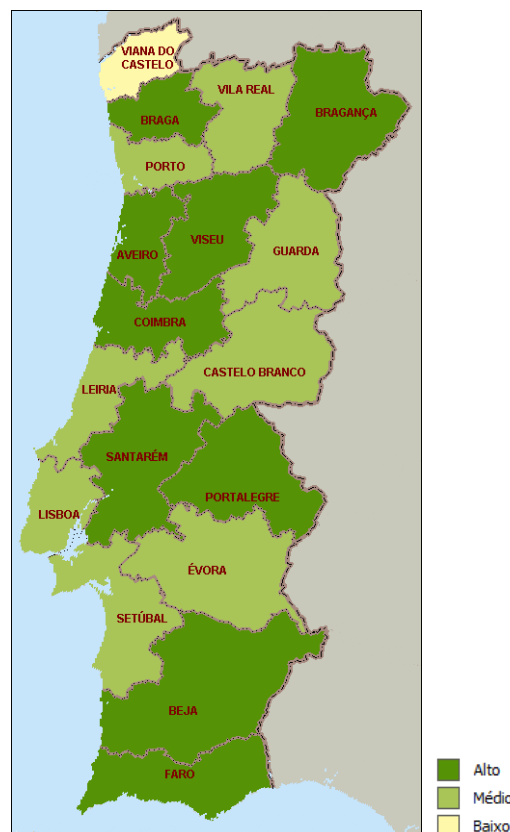 VIANA DO
CASTELO
VILA REAL
BRAGANÇA
BRAGA
PORTO
VISEU
AVEIRO
GUARDA
COIMBRA
CASTELO BRANCO
LEIRIA
SANTARÉM
PORTALEGRE
LISBOA
ÉVORA
SETÚBAL
BEJA
FARO
Alto
Médio
Baixo